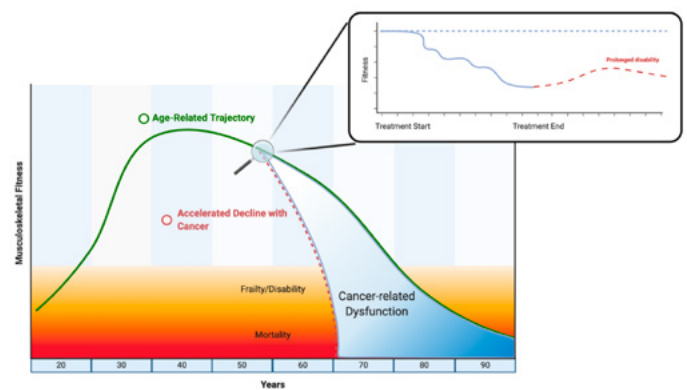 Fitness
Prolonged disability
Treatment Start
Treatment End
Age-Related Trajectory
Musculoskeletal Fitness
Accelerated Decline with
Cancer
Frailty/Disability
Cancer-related
Dysfunction
Mortality
20 30 40 50 60 70 80 90
Years